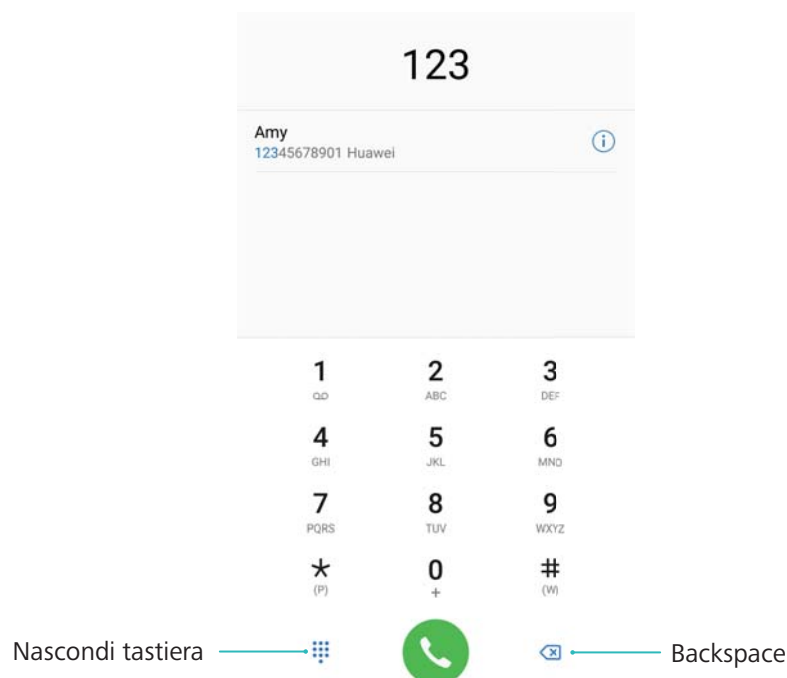 123
Amy
12345678901 Huawei
1 2 3
ABC DEF
4 5 6
GHI JKL MNO
7 8 9
PQRS TUV WXYZ
* 0 #
(P) + (W)
Nascondi tastiera Backspace